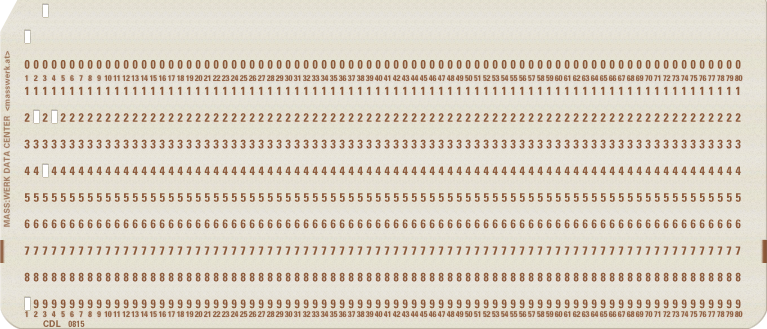 MASS:WERK DATA CENTER <masswerk.at>
00000000000000000000000000000000000000000000000000000000000000000000000000000000
1 2 3 4 5 6 7 8 9 10 11 12 13 14 15 16 17 18 19 20 21 22 23 24 25 26 27 28 29 30 31 32 33 34 35 36 37 38 39 40 41 42 43 44 45 46 47 48 49 50 51 52 53 54 55 56 57 58 59 60 61 62 63 64 65 66 67 68 69 70 71 72 73 74 75 76 77 78 79 80
11111111111111111111111111111111111111111111111111111111111111111111111111111111
2 2 2222222222222222222222222222222222222222222222222222222222222222222222222222
33333333333333333333333333333333333333333333333333333333333333333333333333333333
44 44444444444444444444444444444444444444444444444444444444444444444444444444444
55555555555555555555555555555555555555555555555555555555555555555555555555555555
66666666666666666666666666666666666666666666666666666666666666666666666666666666
77777777777777777777777777777777777777777777777777777777777777777777777777777777
88888888888888888888888888888888888888888888888888888888888888888888888888888888
9999999999999999999999999999999999999999999999999999999999999999999999999999999
1 2 3 4 5 6 7 8 9 10 11 12 13 14 15 16 17 18 19 20 21 22 23 24 25 26 27 28 29 30 31 32 33 34 35 36 37 38 39 40 41 42 43 44 45 46 47 48 49 50 51 52 53 54 55 56 57 58 59 60 61 62 63 64 65 66 67 68 69 70 71 72 73 74 75 76 77 78 79 80
CDL 0815